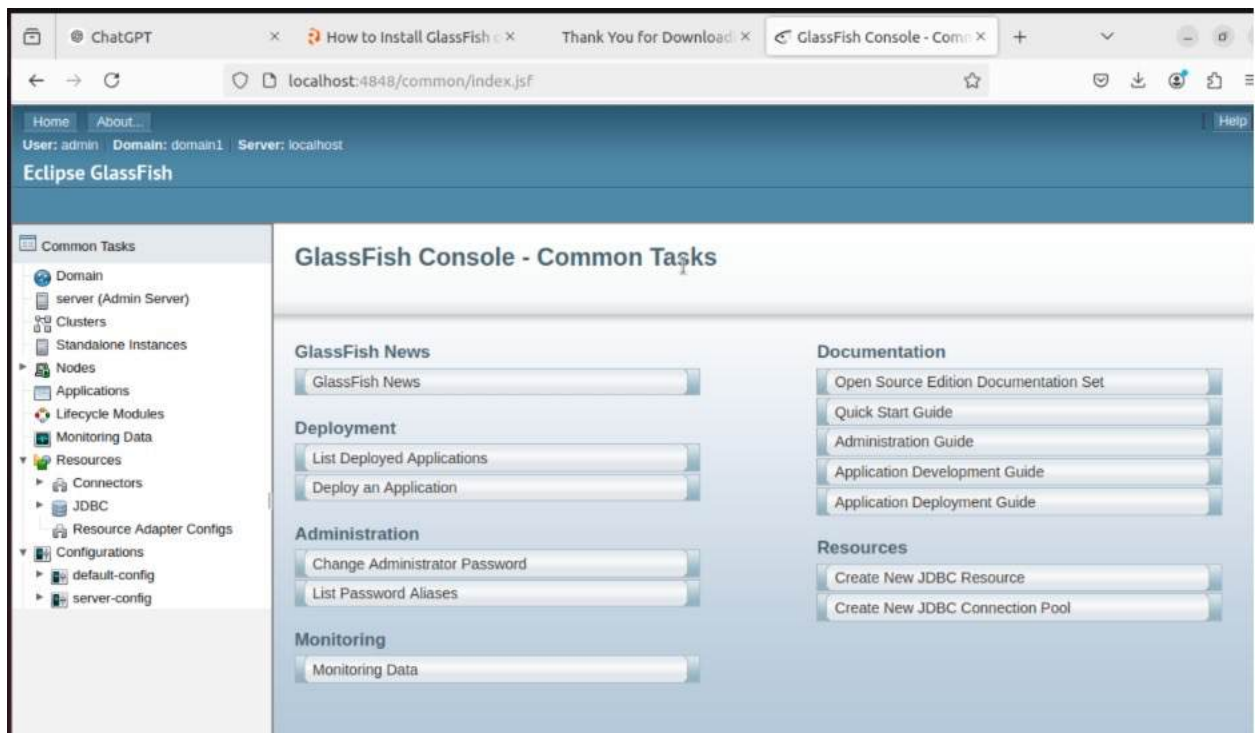 ChatGPT
How to Install GlassFish
Thank You for Download
GlassFish Console - Com
localhost:4848/common/index.jsf
Home About...
Help
User: admin Domain: domain1 Server: localhost
Eclipse GlassFish
Common Tasks
Domain
server (Admin Server)
Clusters
Standalone Instances
Nodes
Applications
Lifecycle Modules
Monitoring Data
Resources
Connectors
JDBC
Resource Adapter Configs
Configurations
default-config
server-config
GlassFish Console - Common Tasks
GlassFish News
GlassFish News
Deployment
List Deployed Applications
Deploy an Application
Administration
Change Administrator Password
List Password Aliases
Monitoring
Monitoring Data
Documentation
Open Source Edition Documentation Set
Quick Start Guide
Administration Guide
Application Development Guide
Application Deployment Guide
Resources
Create New JDBC Resource
Create New JDBC Connection Pool